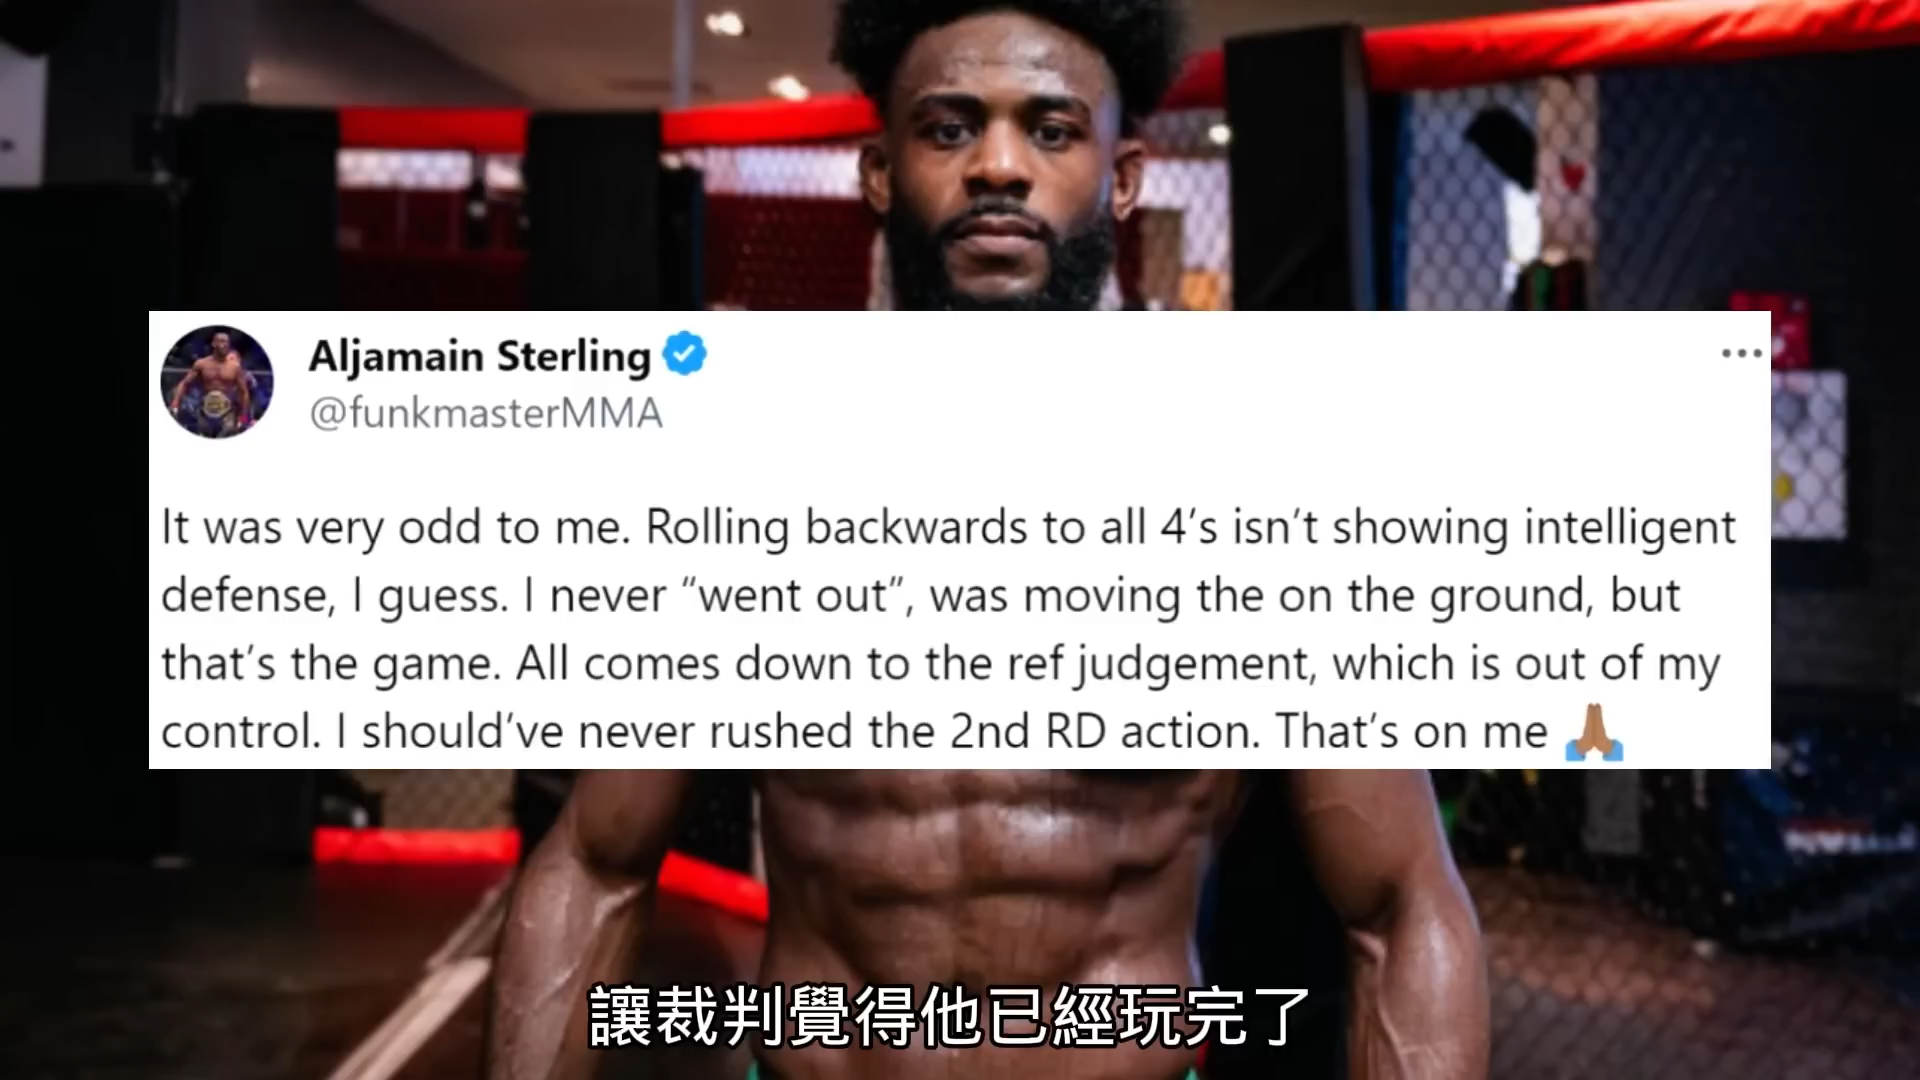 Aljamain Sterling
@funkmasterMMA
It was very odd to me. Rolling backwards to all 4’s isn’t showing intelligent
defense, I guess. I never “went out”, was moving the on the ground, but
that’s the game. All comes down to the ref judgement, which is out of my
control. I should’ve never rushed the 2nd RD action. That’s on me 🙏🏽
讓裁判覺得他已經玩完了